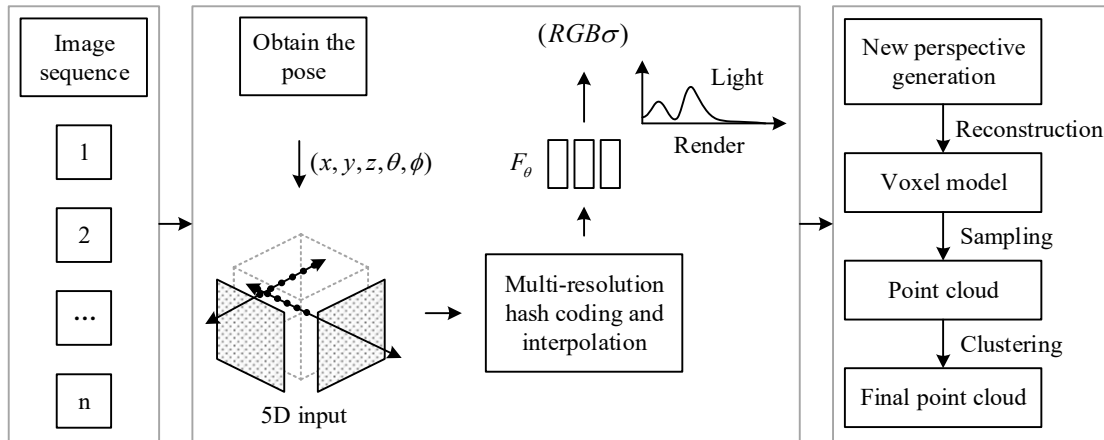 Image
sequence
1
2
...
n
Obtain the
pose
(x, y, z, θ, ϕ)
5D input
Multi-resolution
hash coding and
interpolation
F_θ
(RGBσ)
Light
Render
New perspective
generation
Reconstruction
Voxel model
Sampling
Point cloud
Clustering
Final point cloud